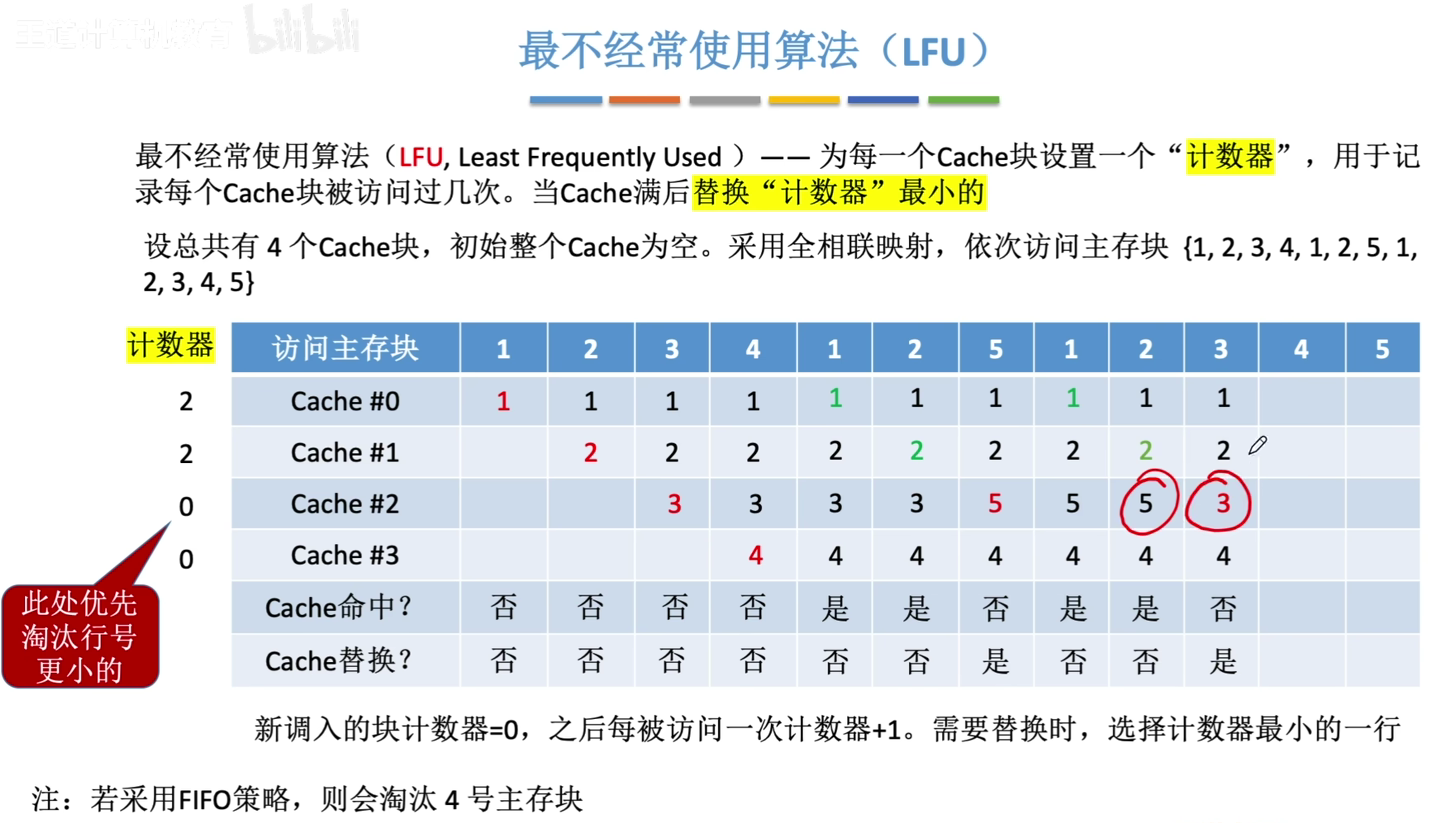 王道计算机教育 bilibili
最不经常使用算法（LFU）
最不经常使用算法（LFU, Least Frequently Used ）—— 为每一个Cache块设置一个“计数器”，用于记
录每个Cache块被访问过几次。当Cache满后替换“计数器”最小的
设总共有 4 个Cache块，初始整个Cache为空。采用全相联映射，依次访问主存块 {1, 2, 3, 4, 1, 2, 5, 1,
2, 3, 4, 5}
计数器 访问主存块 1 2 3 4 1 2 5 1 2 3 4 5
2 Cache #0 1 1 1 1 1 1 1 1 1 1
2 Cache #1 2 2 2 2 2 2 2 2 2
0 Cache #2 3 3 3 3 5 5 5 3
0 Cache #3 4 4 4 4 4 4 4
此处优先
淘汰行号
更小的
Cache命中？ 否 否 否 否 是 是 否 是 是 否
Cache替换？ 否 否 否 否 否 否 是 否 否 是
新调入的块计数器=0，之后每被访问一次计数器+1。需要替换时，选择计数器最小的一行
注：若采用FIFO策略，则会淘汰 4 号主存块